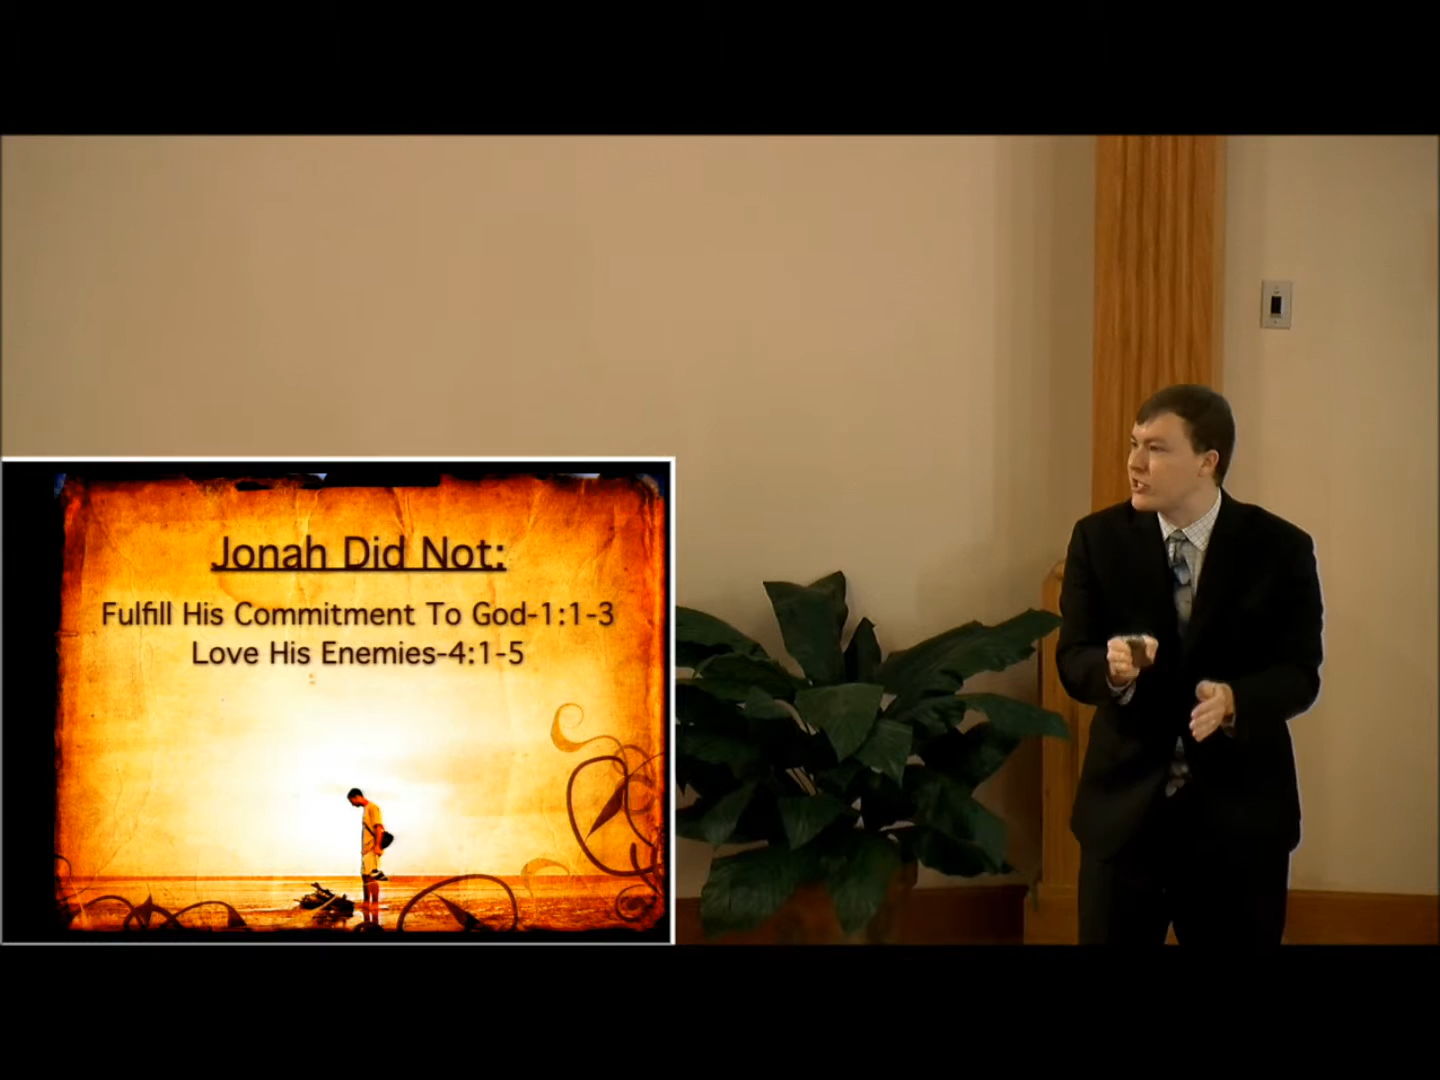 Jonah Did Not:
Fulfill His Commitment To God-1:1-3
Love His Enemies-4:1-5